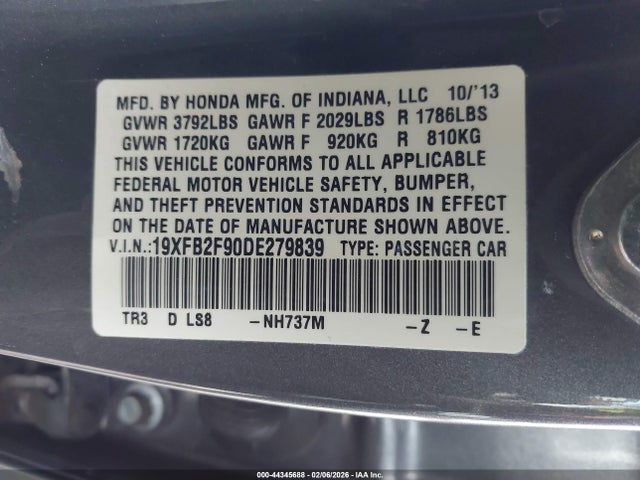 MFD. BY HONDA MFG. OF INDIANA, LLC 10/'13
GVWR 3792LBS GAWR F 2029LBS R 1786LBS
GVWR 1720KG GAWR F 920KG R 810KG
THIS VEHICLE CONFORMS TO ALL APPLICABLE
FEDERAL MOTOR VEHICLE SAFETY, BUMPER,
AND THEFT PREVENTION STANDARDS IN EFFECT
ON THE DATE OF MANUFACTURE SHOWN ABOVE.
V.I.N.:19XFB2F90DE279839 TYPE: PASSENGER CAR
TR3 D LS8 -NH737M -Z -E
000-44345688 - 02/06/2026 - IAA Inc.